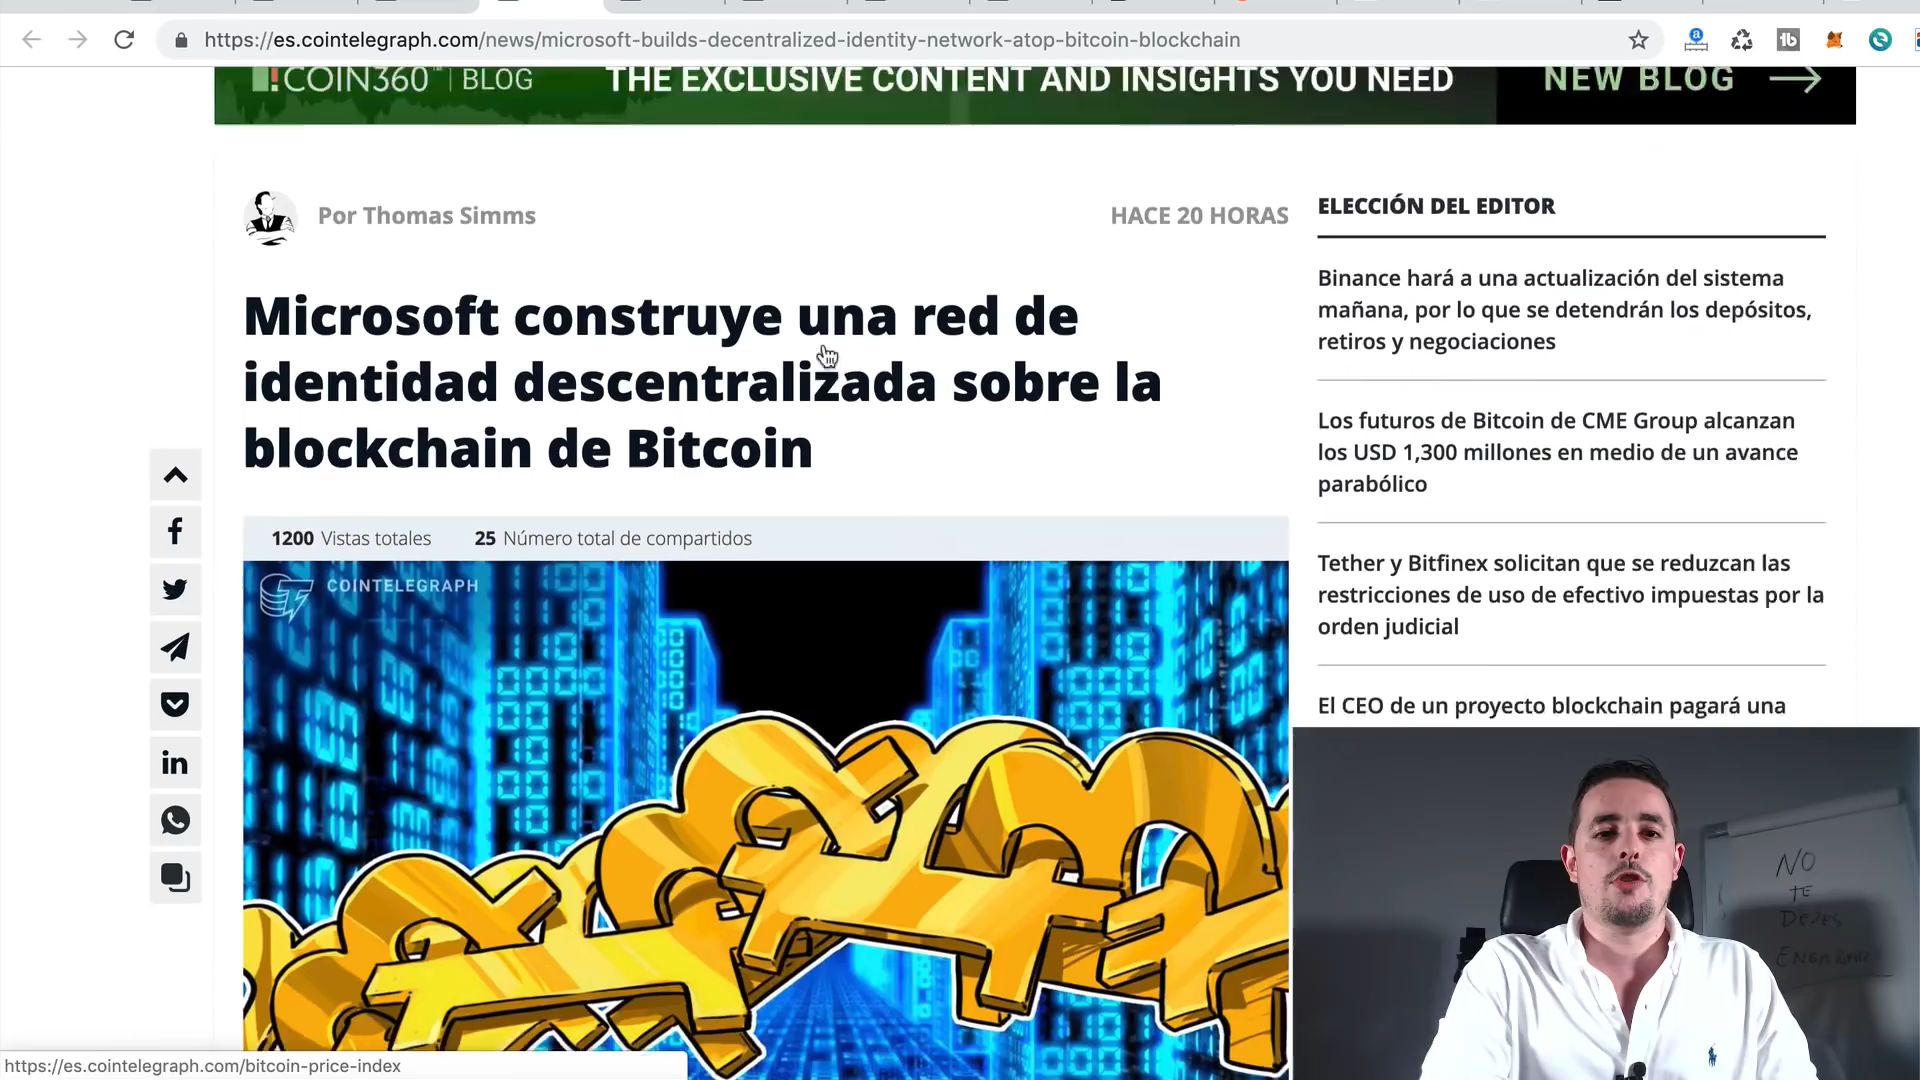 https://es.cointelegraph.com/news/microsoft-builds-decentralized-identity-network-atop-bitcoin-blockchain
COIN360™ | BLOG
THE EXCLUSIVE CONTENT AND INSIGHTS YOU NEED
NEW BLOG
Por Thomas Simms
HACE 20 HORAS
Microsoft construye una red de
identidad descentralizada sobre la
blockchain de Bitcoin
1200 Vistas totales
25 Número total de compartidos
COINTELEGRAPH
ELECCIÓN DEL EDITOR
Binance hará a una actualización del sistema
mañana, por lo que se detendrán los depósitos,
retiros y negociaciones
Los futuros de Bitcoin de CME Group alcanzan
los USD 1,300 millones en medio de un avance
parabólico
Tether y Bitfinex solicitan que se reduzcan las
restricciones de uso de efectivo impuestas por la
orden judicial
El CEO de un proyecto blockchain pagará una
NO
TE
DEJES
https://es.cointelegraph.com/bitcoin-price-index